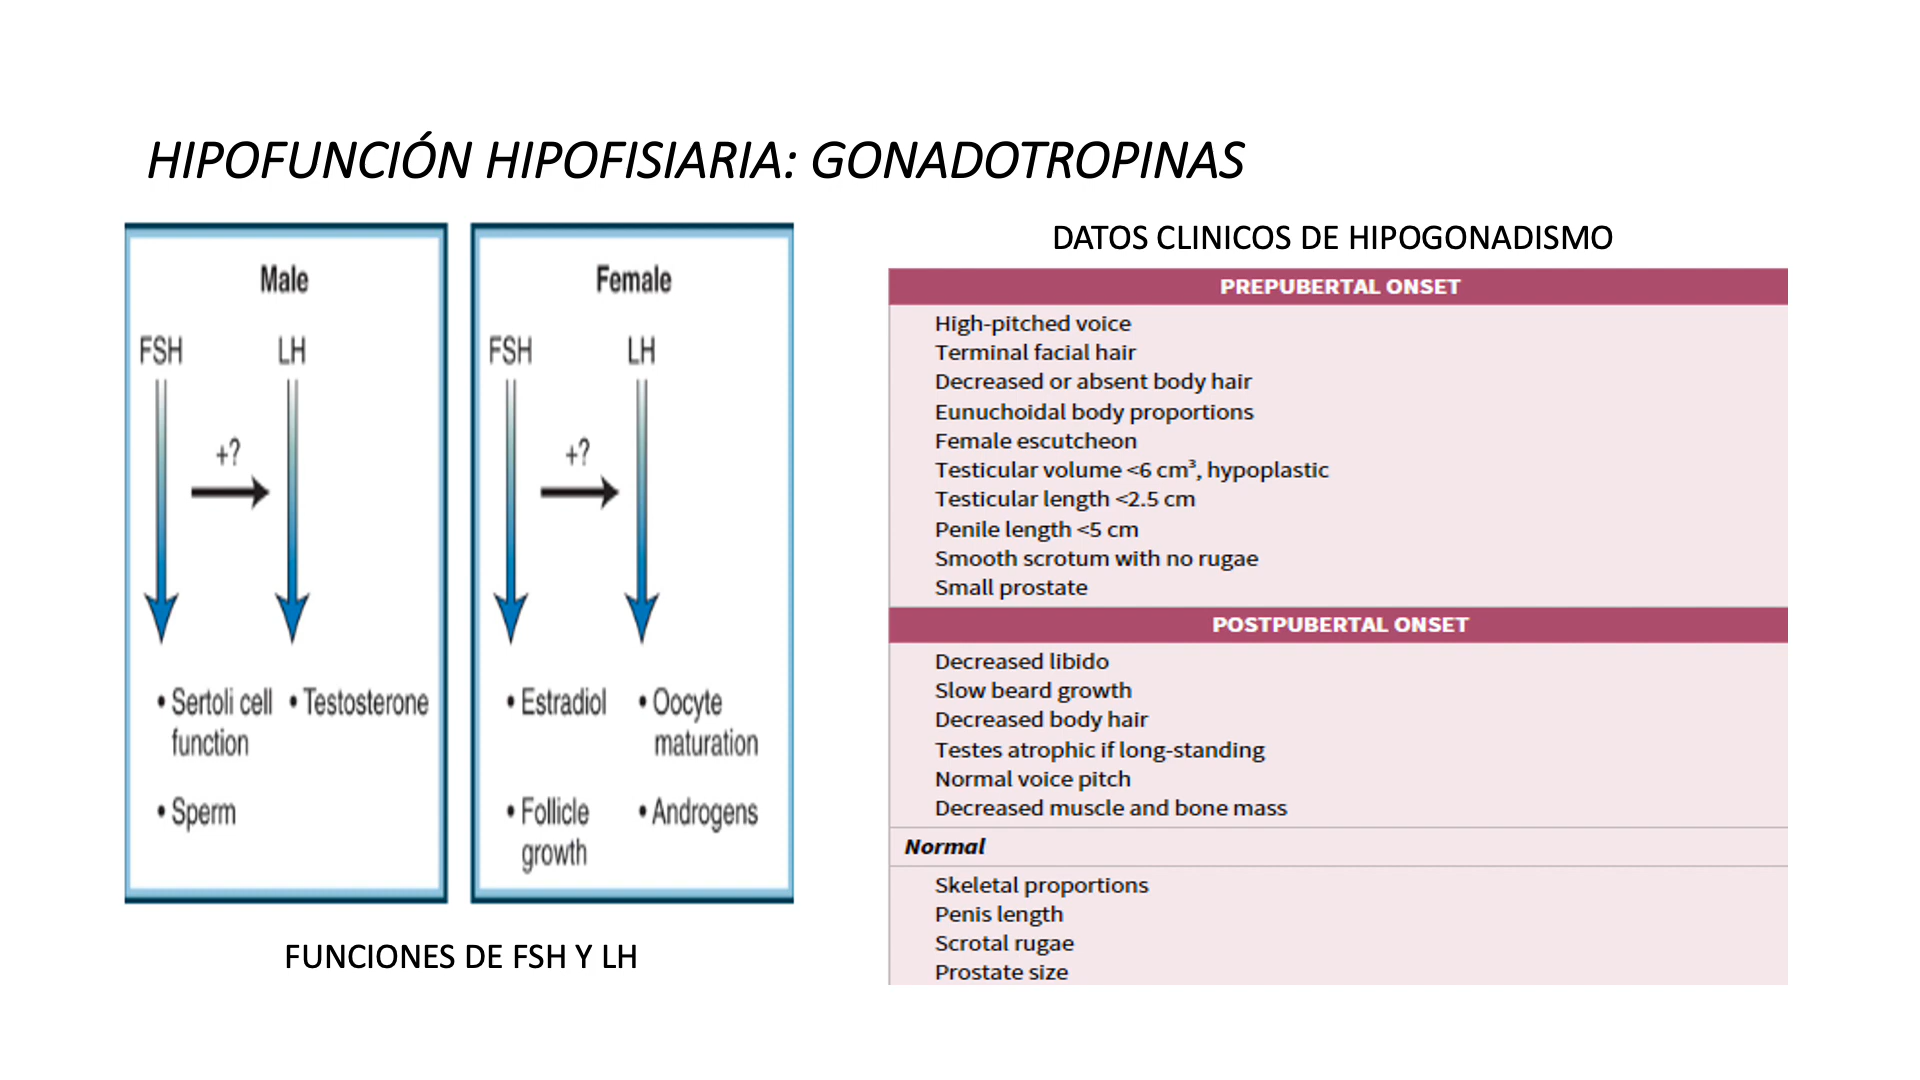 HIPOFUNCIÓN HIPOFISIARIA: GONADOTROPINAS
Male
FSH
LH
+?
• Sertoli cell
function
• Sperm
• Testosterone
Female
FSH
LH
+?
• Estradiol
• Follicle
growth
• Oocyte
maturation
• Androgens
FUNCIONES DE FSH Y LH
DATOS CLINICOS DE HIPOGONADISMO
PREPUBERTAL ONSET
High-pitched voice
Terminal facial hair
Decreased or absent body hair
Eunuchoidal body proportions
Female escutcheon
Testicular volume <6 cm³, hypoplastic
Testicular length <2.5 cm
Penile length <5 cm
Smooth scrotum with no rugae
Small prostate
POSTPUBERTAL ONSET
Decreased libido
Slow beard growth
Decreased body hair
Testes atrophic if long-standing
Normal voice pitch
Decreased muscle and bone mass
Normal
Skeletal proportions
Penis length
Scrotal rugae
Prostate size